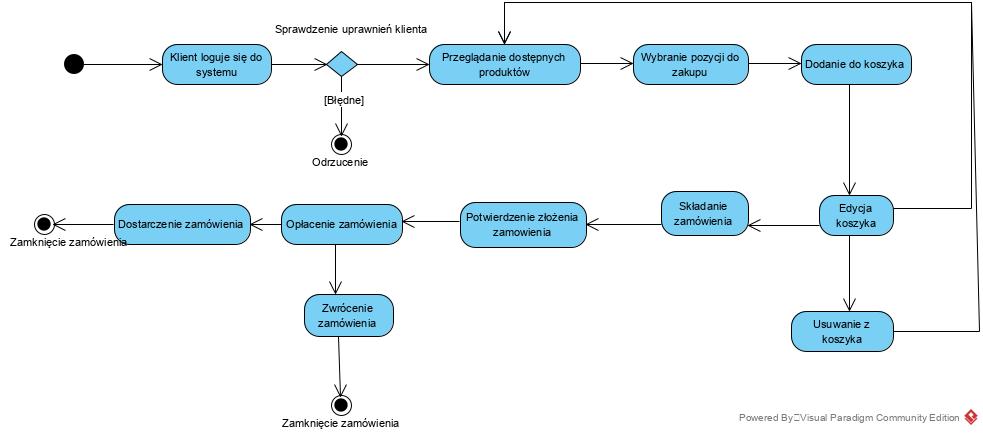 Sprawdzenie uprawnień klienta
Klient loguje się do
systemu
Przeglądanie dostępnych
produktów
Wybranie pozycji do
zakupu
Dodanie do koszyka
[Błędne]
Odrzucenie
Zamknięcie zamówienia
Dostarczenie zamówienia
Opłacenie zamówienia
Potwierdzenie złożenia
zamowienia
Składanie
zamówienia
Edycja
koszyka
Zwrócenie
zamówienia
Usuwanie z
koszyka
Zamknięcie zamówienia
Powered By Visual Paradigm Community Edition